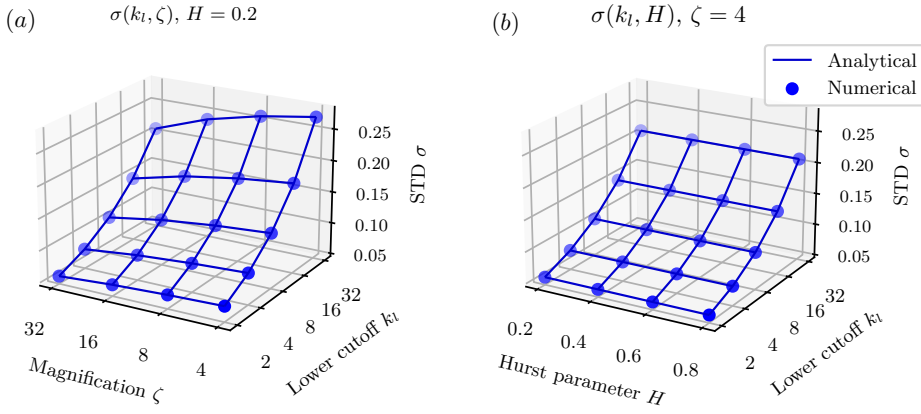 (a)
σ(k_l, ζ), H = 0.2
0.25
0.20
0.15
0.10
0.05
STD σ
32
16
8
4
Magnification ζ
2
4
8
16
32
Lower cutoff k_l
(b)
σ(k_l, H), ζ = 4
Analytical
Numerical
0.25
0.20
0.15
0.10
0.05
STD σ
0.2
0.4
0.6
0.8
Hurst parameter H
2
4
8
16
32
Lower cutoff k_l